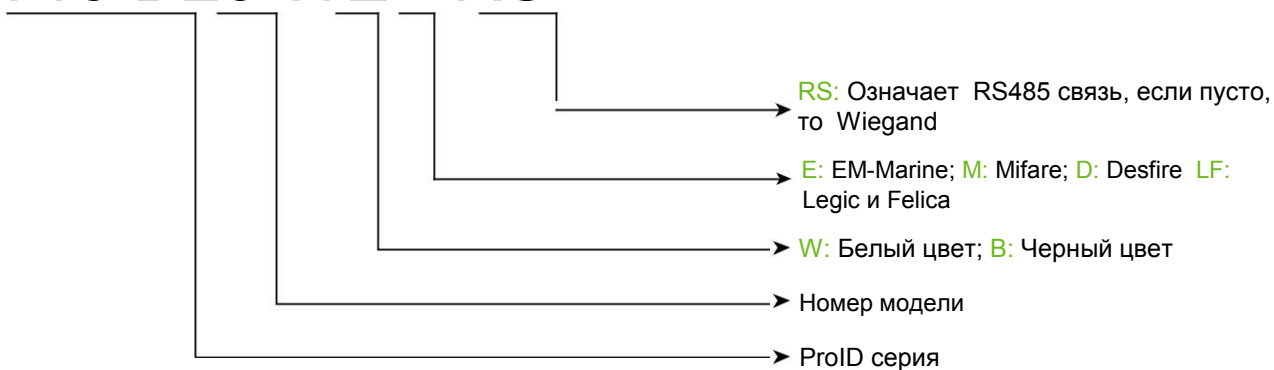 RS: Означает RS485 связь, если пусто,
то Wiegand
E: EM-Marine; M: Mifare; D: Desfire LF:
Legic и Felica
W: Белый цвет; B: Черный цвет
Номер модели
ProID серия